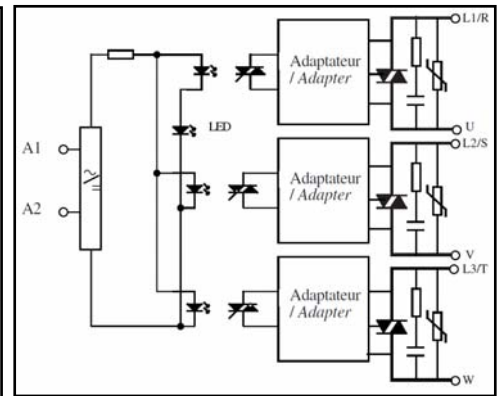 L1/R
Adaptateur
/ Adapter
LED
U
L2/S
A1
Adaptateur
/ Adapter
A2
V
L3/T
Adaptateur
/ Adapter
W